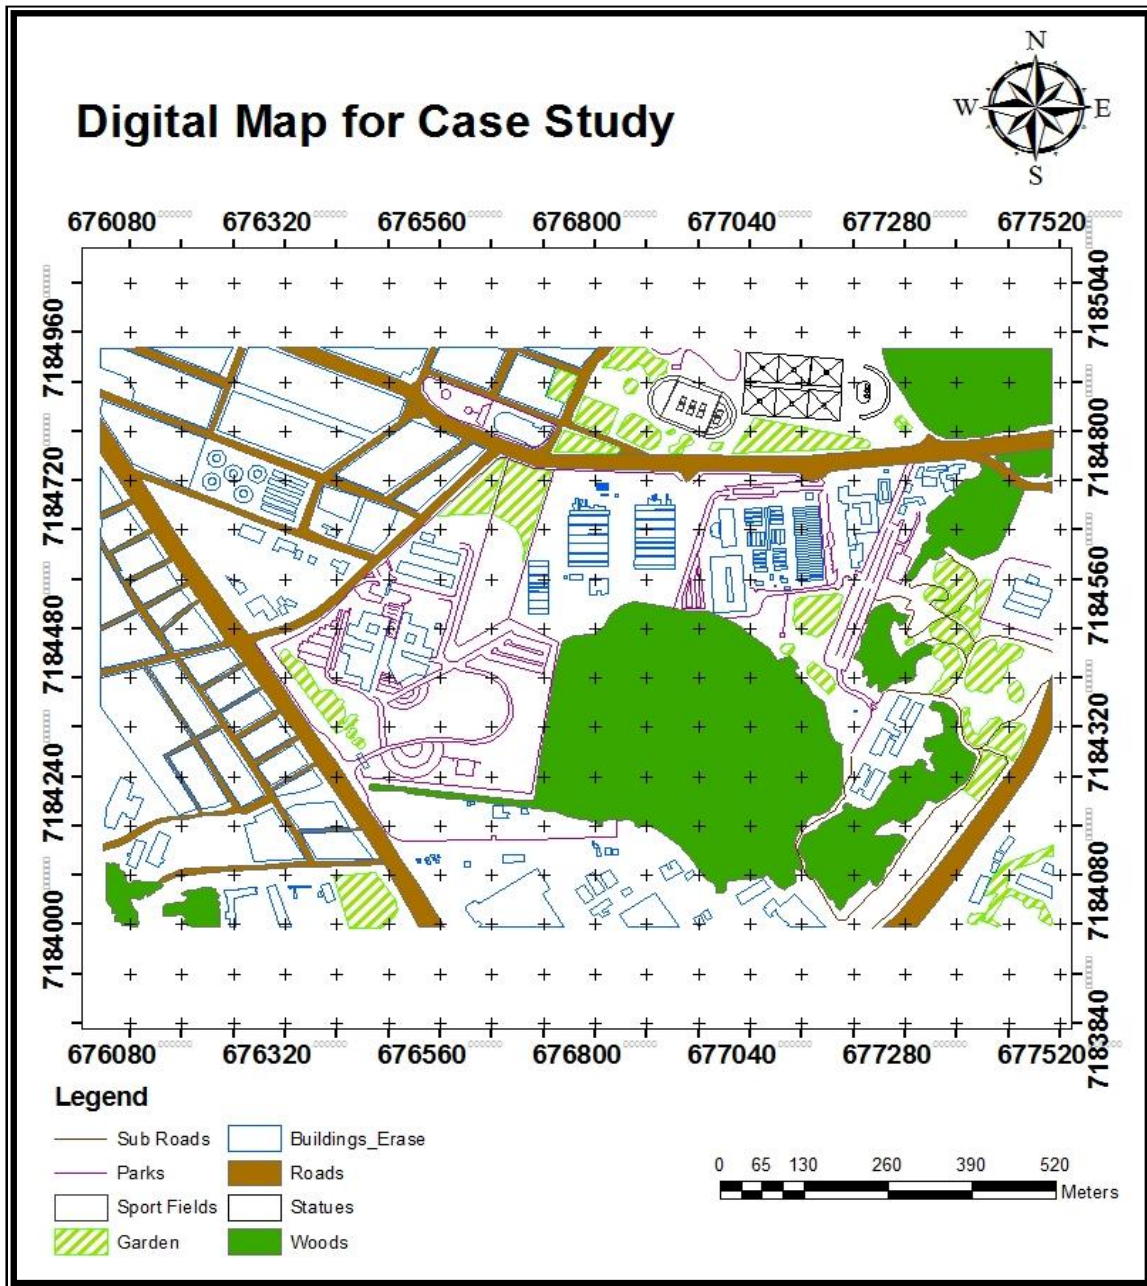 N
Digital Map for Case Study
W E
S
676080 676320 676560 676800 677040 677280 677520
7184960
7184720
7184480
7184240
7184000
7185040
7184800
7184560
7184320
7184080
7183840
676080 676320 676560 676800 677040 677280 677520
Legend
Sub Roads
Parks
Sport Fields
Garden
Buildings_Erase
Roads
Statues
Woods
0 65 130 260 390 520
Meters